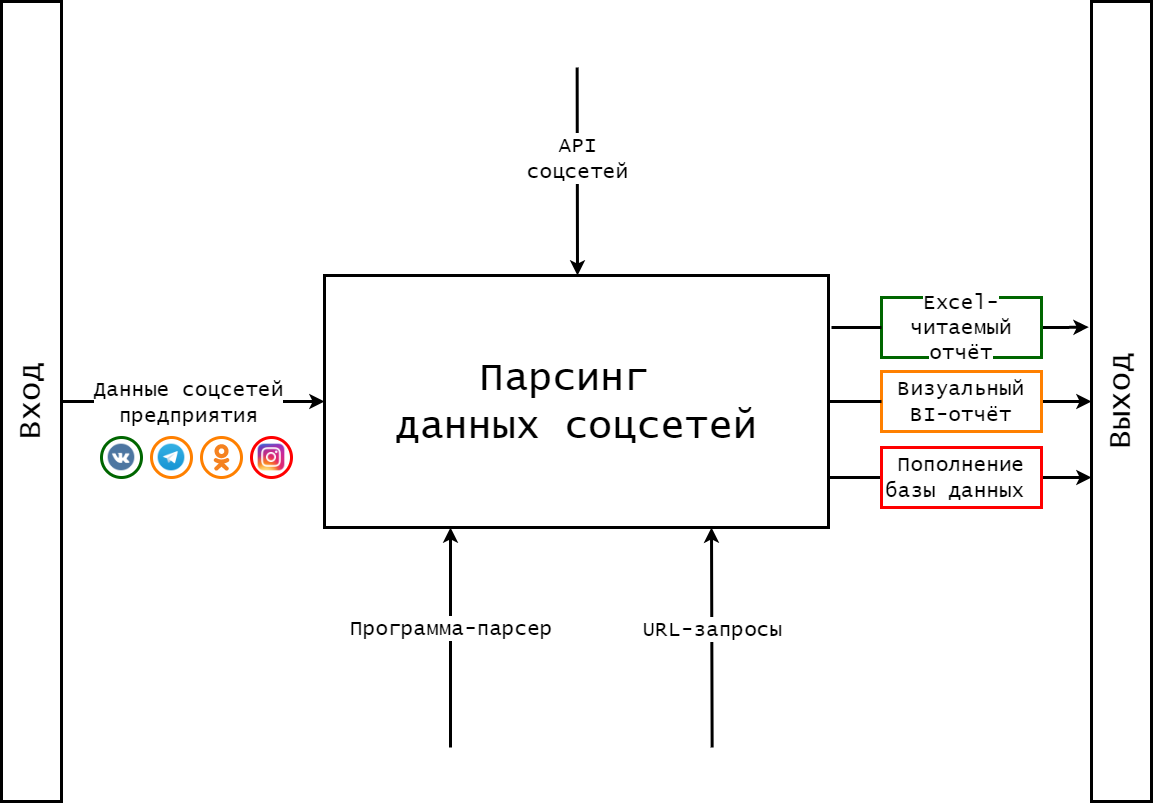 API
соцсетей
Вход
Данные соцсетей
предприятия
Парсинг
данных соцсетей
Excel-
читаемый
отчёт
Визуальный
BI-отчёт
Пополнение
базы данных
Выход
Программа-парсер
URL-запросы